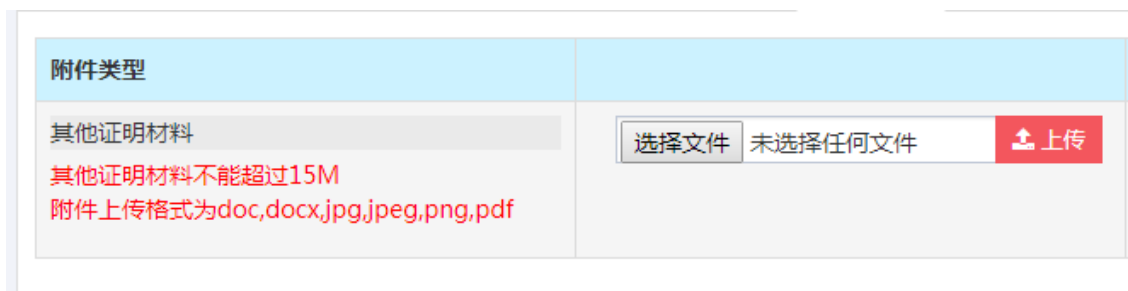 附件类型
其他证明材料
选择文件 未选择任何文件 上传
其他证明材料不能超过15M
附件上传格式为doc,docx,jpg,jpeg,png,pdf